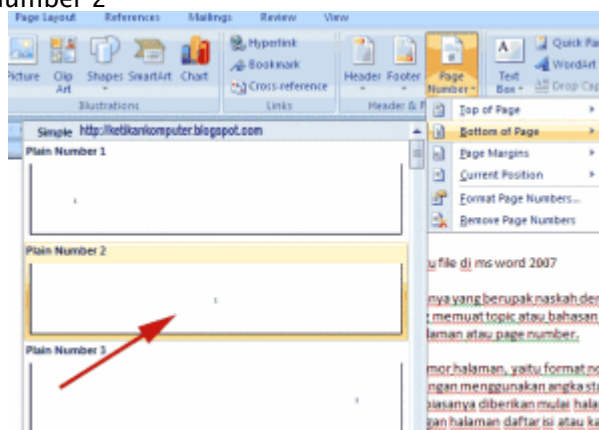 number 2
Page Layout References Mailings Review View
Picture Clip Art Shapes SmartArt Chart
Illustrations
Hyperlink
Bookmark
Cross-reference
Links
Header Footer Page Number
Header & F
Text Box
Quick Pa
WordArt
Drop Cap
Top of Page
Bottom of Page
Page Margins
Current Position
Format Page Numbers...
Remove Page Numbers
Simple http://ketikankomputer.blogspot.com
Plain Number 1
1
Plain Number 2
1
Plain Number 3
1
u file di ms word 2007
nya yang berupak naskah den
memuat topic atau bahasan
laman atau page number.
mor halaman, yaitu format no
ngan menggunakan angka sta
biasanya diberikan mulai hala
gan halaman daftar isi atau ka